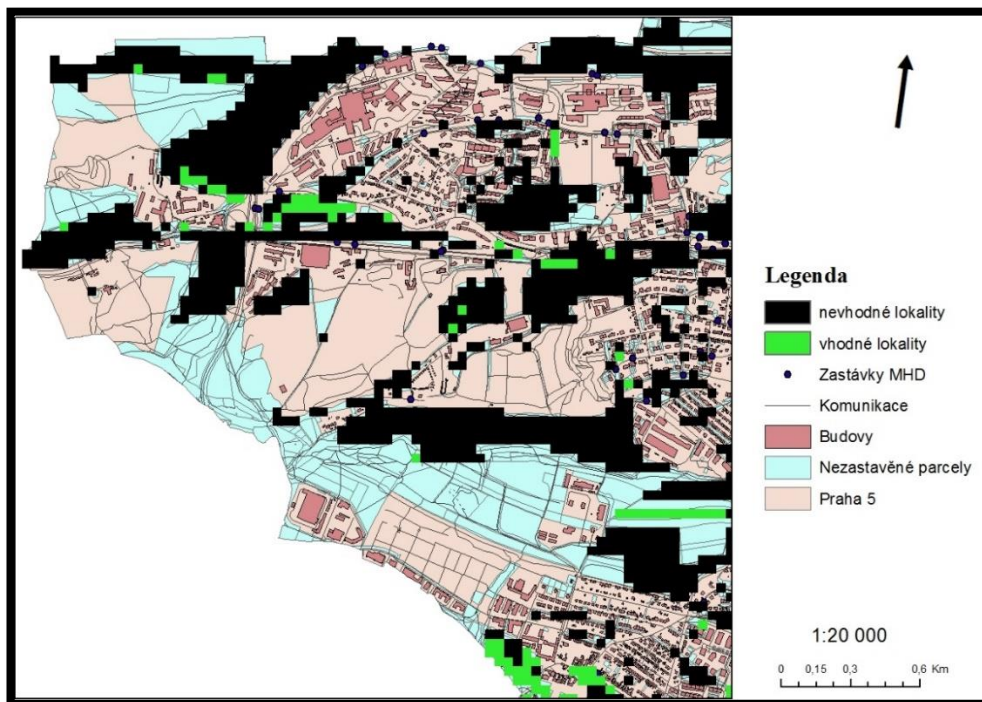 Legenda
nevhodné lokality
vhodné lokality
Zastávky MHD
Komunikace
Budovy
Nezastavěné parcely
Praha 5
1:20 000
0 0,15 0,3 0,6 Km